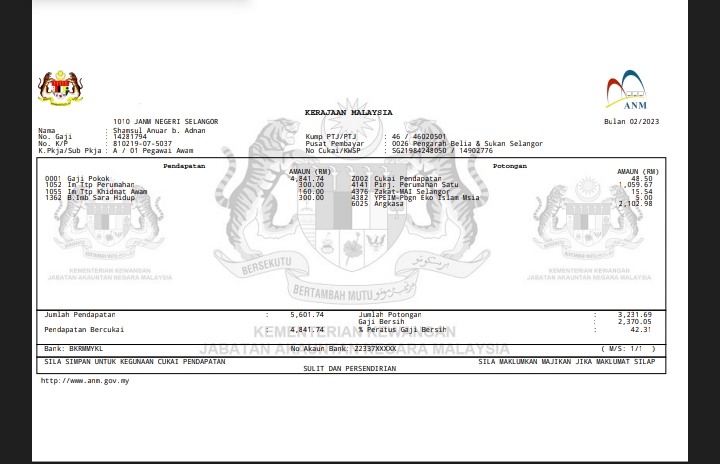 KERAJAAN MALAYSIA
ANM
1010 JANM NEGERI SELANGOR
Bulan 02/2023
Nama : Shamsul Anuar b. Adnan
No. Gaji : 14281794 Kump PTJ/PTJ : 46 / 46020501
No. K/P : 810219-07-5037 Pusat Pembayar : 0026 Pengarah Belia & Sukan Selangor
K.Pkja/Sub Pkja : A / 01 Pegawai Awam No Cukai/KWSP : SG21984248050 / 14902776
Pendapatan Potongan
AMAUN (RM) AMAUN (RM)
0001 Gaji Pokok 4,841.74 Z002 Cukai Pendapatan 48.50
1052 Im Ttp Perumahan 300.00 4141 Pinj. Perumahan Satu 1,059.67
1055 Im Ttp Khidmat Awam 160.00 4376 Zakat-MAI Selangor 15.54
1362 B.Imb Sara Hidup 300.00 4382 YPEIM-Pbgn Eko Islam Msia 5.00
6025 Angkasa 2,102.98
BERSEKUTU BERTAMBAH MUTU
KEMENTERIAN KEWANGAN
JABATAN AKAUNTAN NEGARA MALAYSIA
KEMENTERIAN KEWANGAN
JABATAN AKAUNTAN NEGARA MALAYSIA
Jumlah Pendapatan : 5,601.74 Jumlah Potongan : 3,231.69
Gaji Bersih : 2,370.05
Pendapatan Bercukai : 4,841.74 % Peratus Gaji Bersih : 42.31
KEMENTERIAN KEWANGAN
JABATAN AKAUNTAN NEGARA MALAYSIA
Bank: BKRMMYKL No Akaun Bank: 22337XXXXX ( M/S: 1/1 )
SILA SIMPAN UNTUK KEGUNAAN CUKAI PENDAPATAN SILA MAKLUMKAN MAJIKAN JIKA MAKLUMAT SILAP
SULIT DAN PERSENDIRIAN
http://www.anm.gov.my